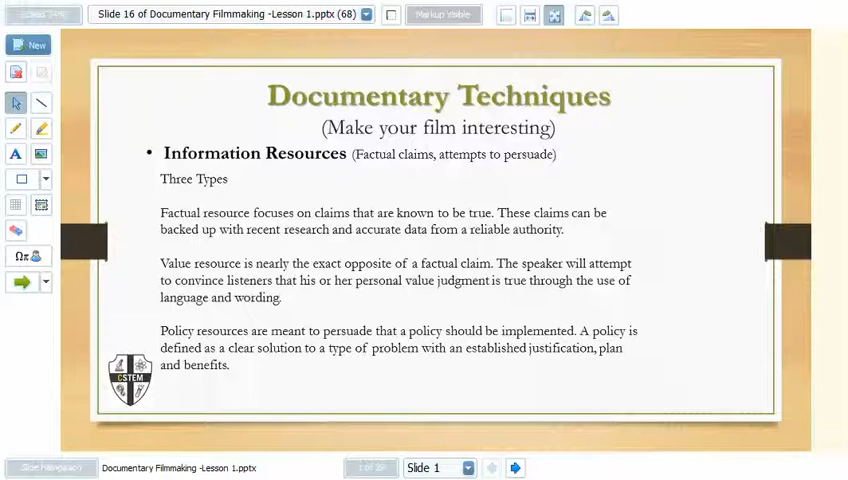 Slide 16 of Documentary Filmmaking -Lesson 1.pptx (68)
Markup Visible
New
A
Ωπ
Documentary Techniques
(Make your film interesting)
• Information Resources (Factual claims, attempts to persuade)
Three Types
Factual resource focuses on claims that are known to be true. These claims can be
backed up with recent research and accurate data from a reliable authority.
Value resource is nearly the exact opposite of a factual claim. The speaker will attempt
to convince listeners that his or her personal value judgment is true through the use of
language and wording.
Policy resources are meant to persuade that a policy should be implemented. A policy is
defined as a clear solution to a type of problem with an established justification, plan
and benefits.
CSTEM
Slide Navigation
Documentary Filmmaking -Lesson 1.pptx
Slide 1